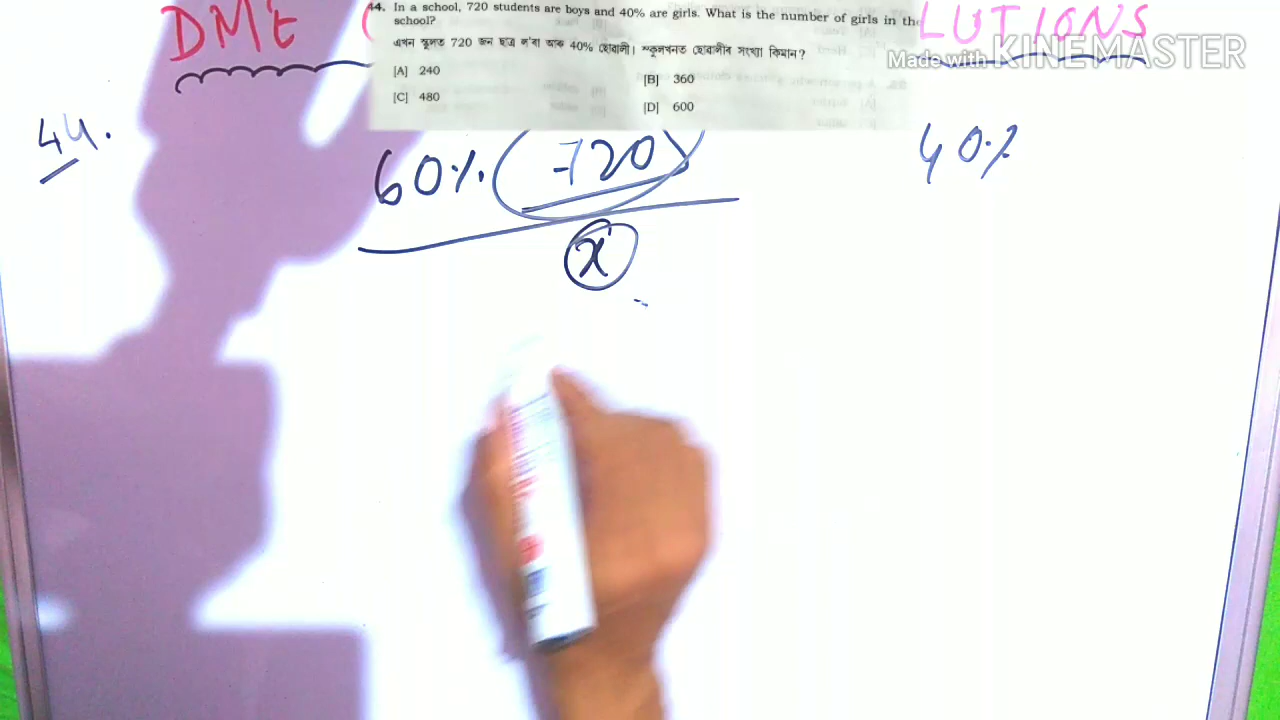 DME (
LUTIONS
Made with KINEMASTER
44. In a school, 720 students are boys and 40% are girls. What is the number of girls in the
school?
এখন স্কুলত 720 জন ছাত্ৰ ল'ৰা আৰু 40% ছোৱালী। স্কুলখনত ছোৱালীৰ সংখ্যা কিমান?
[A] 240
[B] 360
[C] 480
[D] 600
44.
60% (720)
40%
x